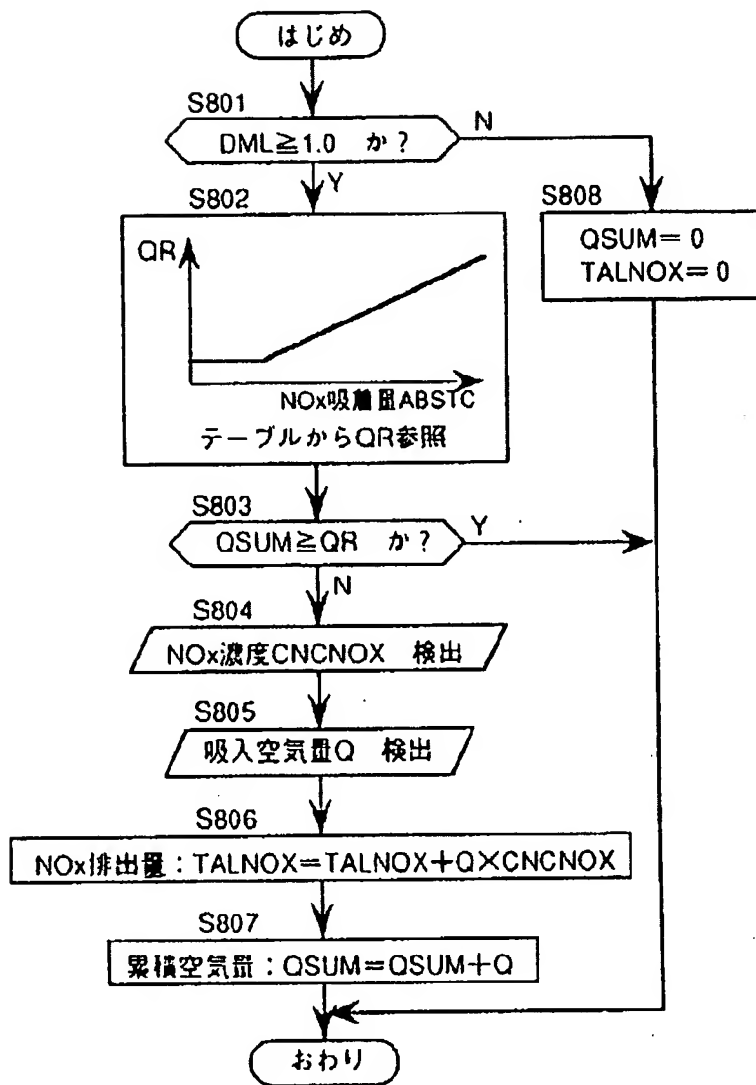 はじめ
S801
DML≧1.0 か？
N
Y
S802
QR
NOx吸着量ABSTC
テーブルからQR参照
S808
QSUM＝0
TALNOX＝0
S803
QSUM≧QR か？
Y
N
S804
NOx濃度CNCNOX 検出
S805
吸入空気量Q 検出
S806
NOx排出量：TALNOX＝TALNOX＋Q×CNCNOX
S807
累積空気量：QSUM＝QSUM＋Q
おわり